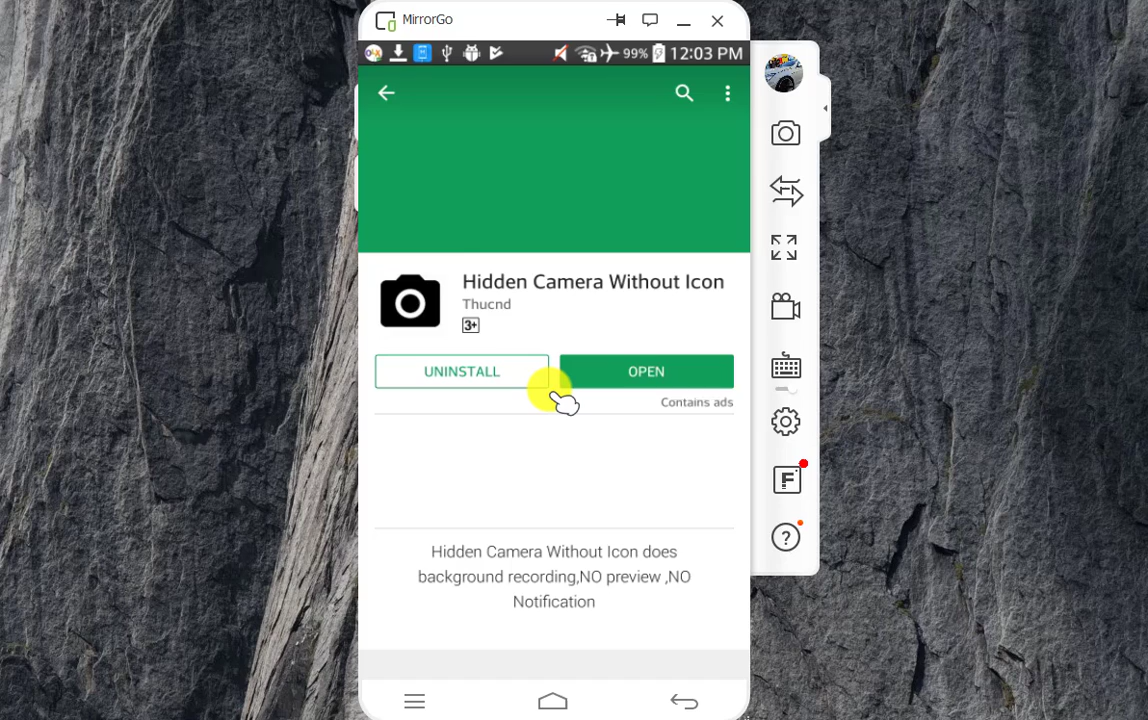 MirrorGo
99% 12:03 PM
Hidden Camera Without Icon
Thucnd
3+
UNINSTALL
OPEN
Contains ads
Hidden Camera Without Icon does
background recording,NO preview ,NO
Notification
F
?